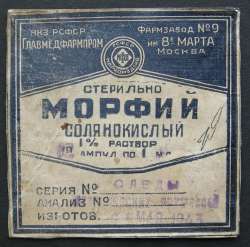 НКЗ РСФСР
ГЛАВМЕДФАРМПРОМ
РСФСР
ФАРМЗАВОД №9
ИМ 8ГО МАРТА
МОСКВА
СТЕРИЛЬНО
МОРФИЙ
СОЛЯНОКИСЛЫЙ
1% РАСТВОР
АМПУЛ ПО 1
СЕРИЯ №
АНАЛИЗ №
ИЗГОТОВ.